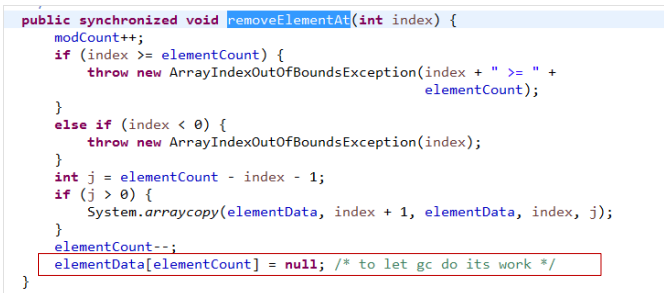 public synchronized void removeElementAt(int index) {
    modCount++;
    if (index >= elementCount) {
        throw new ArrayIndexOutOfBoundsException(index + " >= " +
                                                 elementCount);
    }
    else if (index < 0) {
        throw new ArrayIndexOutOfBoundsException(index);
    }
    int j = elementCount - index - 1;
    if (j > 0) {
        System.arraycopy(elementData, index + 1, elementData, index, j);
    }
    elementCount--;
    elementData[elementCount] = null; /* to let gc do its work */
}